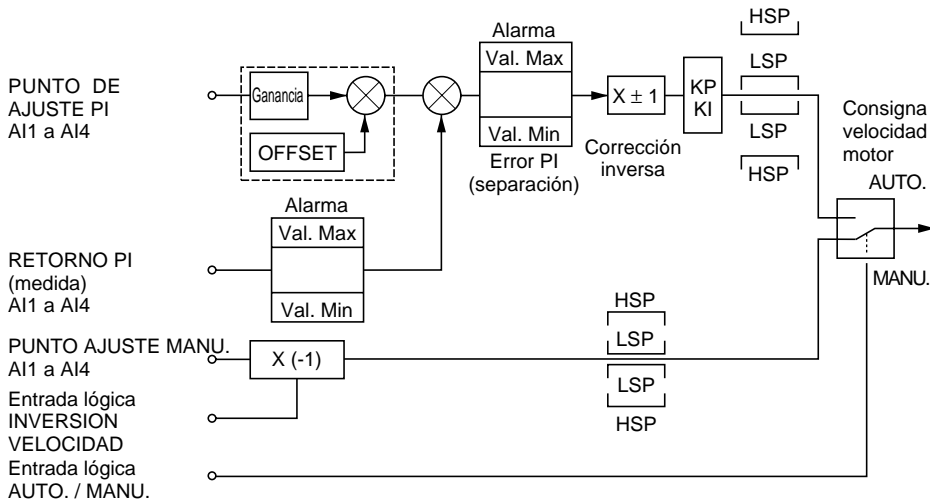 PUNTO DE
AJUSTE PI
AI1 a AI4
Ganancia
OFFSET
Alarma
Val. Max
Val. Min
Error PI
(separación)
X ± 1
Corrección
inversa
KP
KI
HSP
LSP
LSP
HSP
Consigna
velocidad
motor
AUTO.
MANU.
RETORNO PI
(medida)
AI1 a AI4
Alarma
Val. Max
Val. Min
PUNTO AJUSTE MANU.
AI1 a AI4
X (-1)
HSP
LSP
LSP
HSP
Entrada lógica
INVERSION
VELOCIDAD
Entrada lógica
AUTO. / MANU.